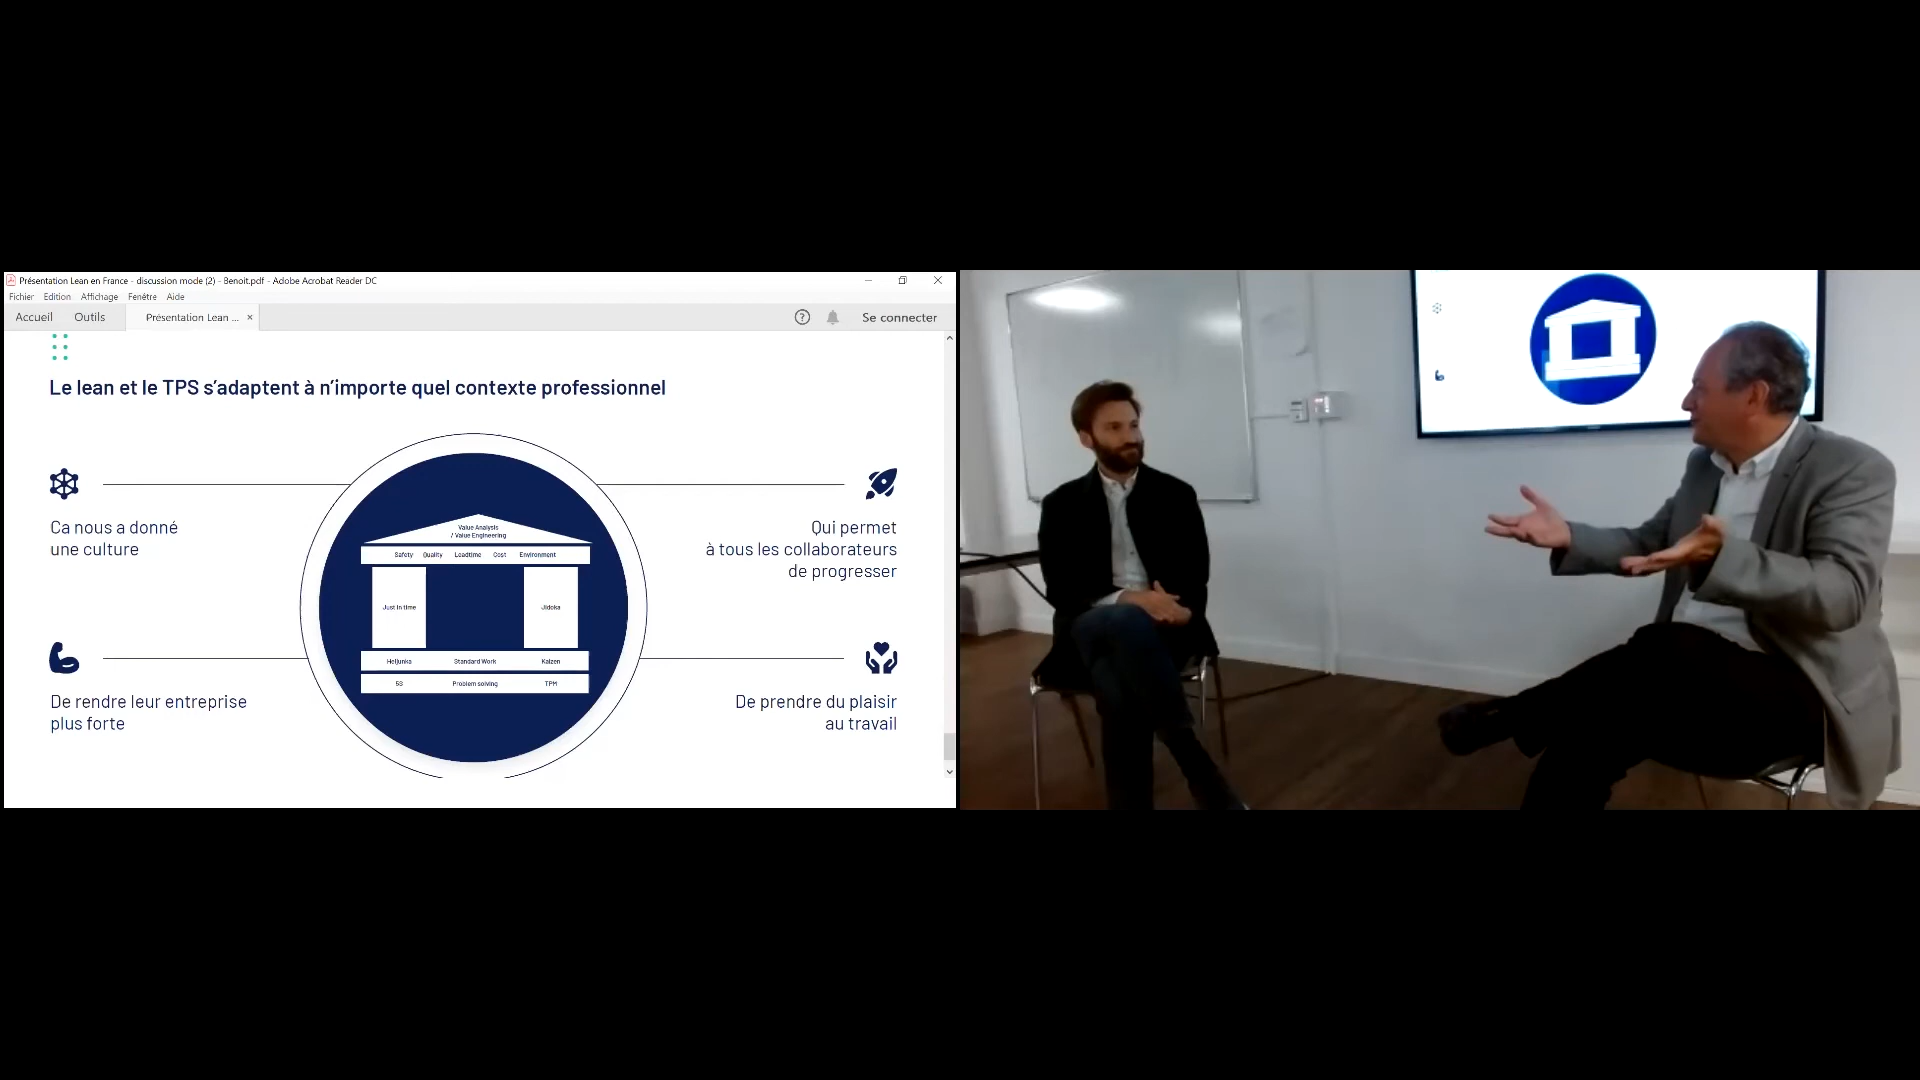 Présentation Lean en France - discussion mode (2) - Benoit.pdf - Adobe Acrobat Reader DC
Fichier Edition Affichage Fenêtre Aide
Accueil Outils Présentation Lean ... × Se connecter
Le lean et le TPS s’adaptent à n’importe quel contexte professionnel
Ca nous a donné
une culture
Qui permet
à tous les collaborateurs
de progresser
De rendre leur entreprise
plus forte
De prendre du plaisir
au travail
Value Analysis
/ Value Engineering
Safety Quality Leadtime Cost Environment
Just in time Jidoka
Heijunka Standard Work Kaizen
5S Problem solving TPM